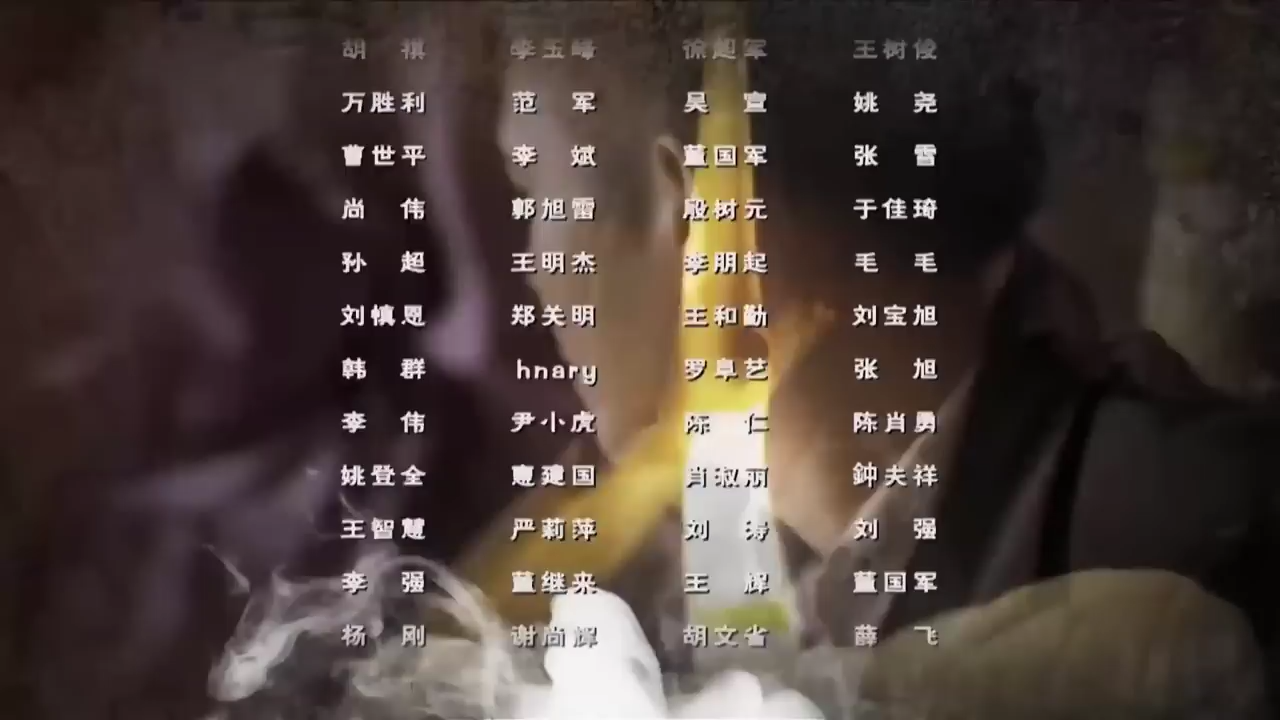 胡 祺 李玉峰 徐起军 王树俊
万胜利 范 军 吴 宣 姚 尧
曹世平 李 斌 董国军 张 雪
尚 伟 郭旭雷 殷树元 于佳琦
孙 超 王明杰 李朋起 毛 毛
刘慎恩 郑关明 王和勤 刘宝旭
韩 群 hnary 罗阜艺 张 旭
李 伟 尹小虎 陈 仁 陈肖勇
姚登全 惠建国 肖淑丽 鈡夫祥
王智慧 严莉萍 刘 涛 刘 强
李 强 董继来 王 辉 董国军
杨 刚 谢尚辉 胡文省 薛 飞